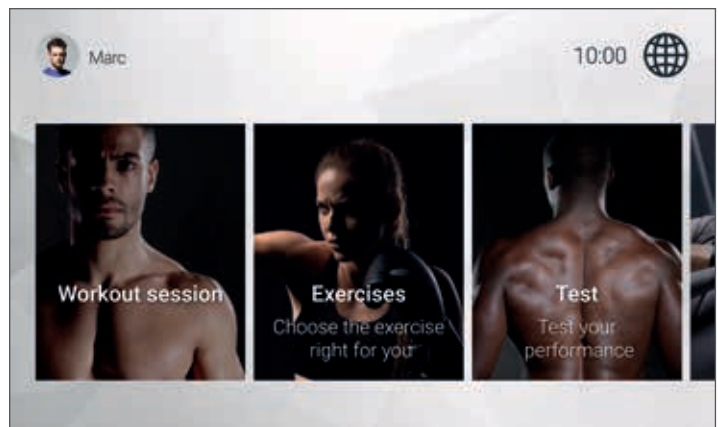 Marc
10:00
Workout session
Exercises
Choose the exercise
right for you
Test
Test your
performance